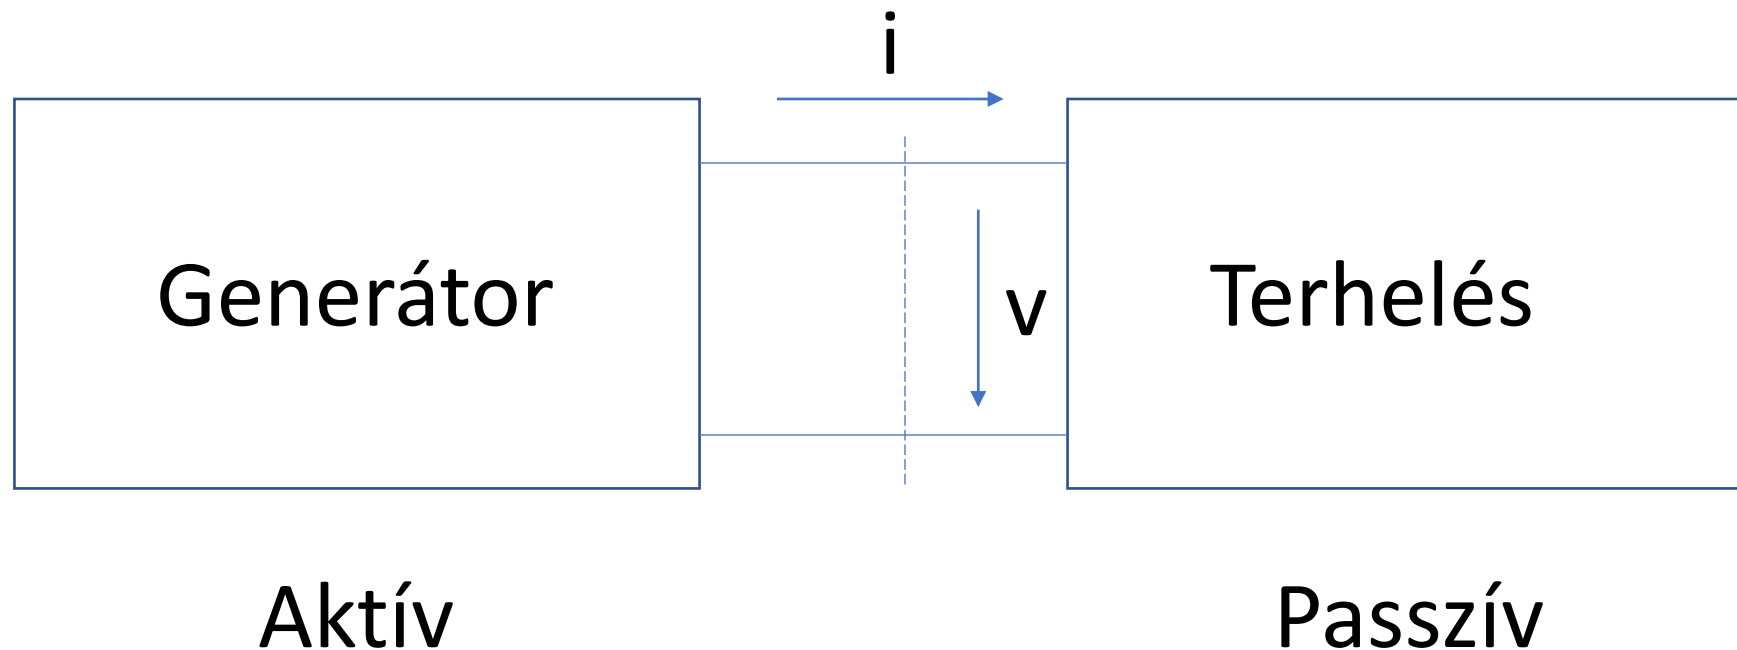 i
Generátor
v
Terhelés
Aktív
Passzív